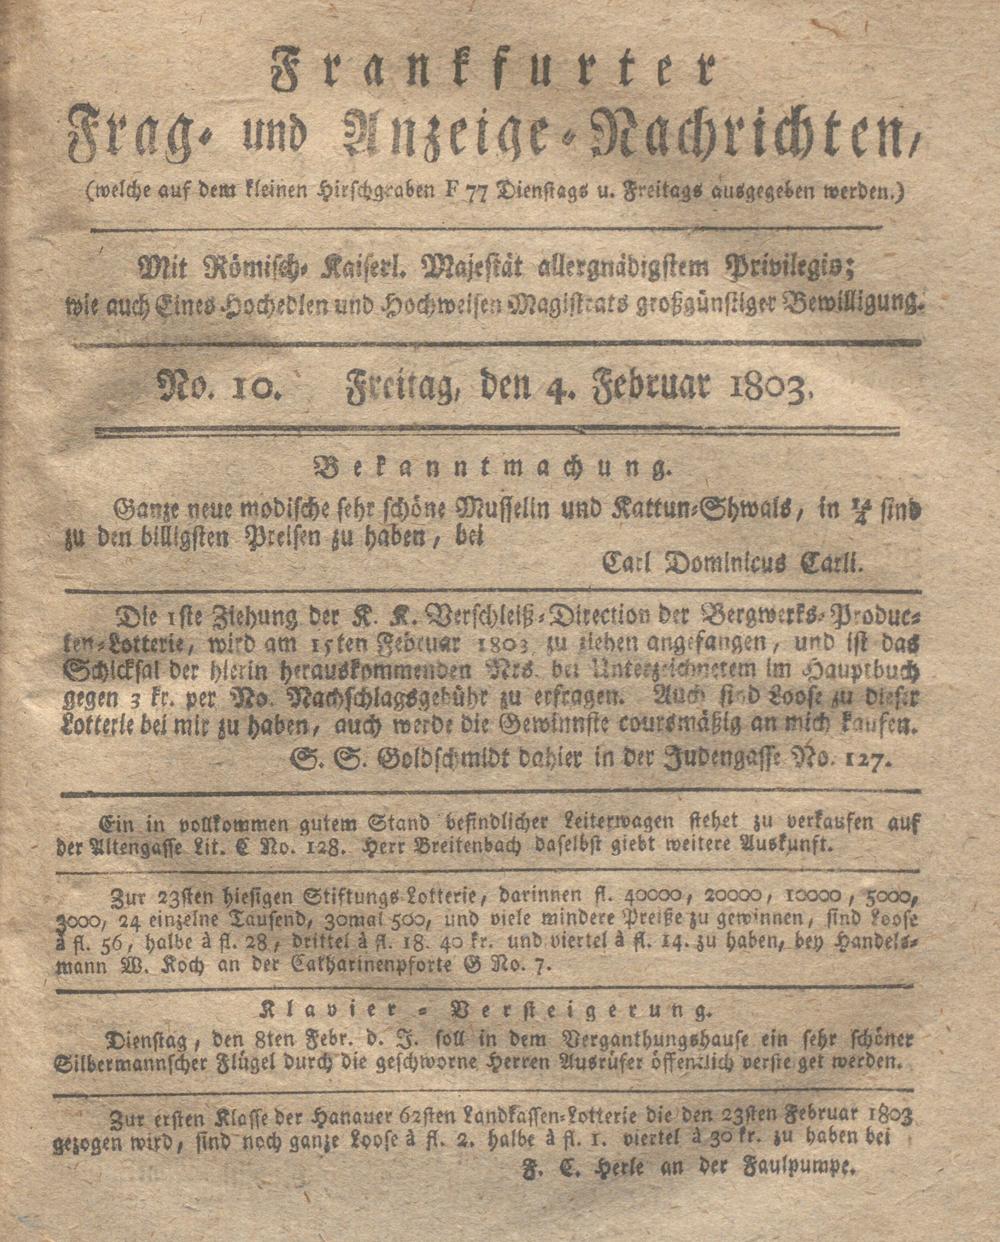 Frankfurter
Frag- und Anzeige-Nachrichten,
(welche auf dem kleinen Hirschgraben F 77 Dienstags u. Freitags ausgegeben werden.)
Mit Römisch- Kaiserl. Majestät allergnädigstem Privilegio;
wie auch Eines Hochedlen und Hochweisen Magistrats großgünstiger Bewilligung.
No. 10. Freitag, den 4. Februar 1803.
Bekanntmachung.
Ganze neue modische sehr schöne Musselin und Kattun-Shwals, in sind
zu den billigsten Preisen zu haben, bei
Carl Dominicus Carli.
Die 1ste Ziehung der K. K. Verschleiß-Direction der Bergwerks-Produc-
ten-Lotterie, wird am 15ten Februar 1803 zu ziehen angefangen, und ist das
Schicksal der hierin herauskommenden Nrs. bei Unterzeichnetem im Hauptbuch
gegen 3 kr. per No. Nachschlagsgebühr zu erfragen. Auch sind Loose zu dieser
Lotterie bei mir zu haben, auch werde die Gewinnste coursmäßig an mich kaufen.
S. S. Goldschmidt dahier in der Judengasse No. 127.
Ein in vollkommen gutem Stand befindlicher Leiterwagen stehet zu verkaufen auf
der Altengasse Lit. C No. 128. Herr Breitenbach daselbst giebt weitere Auskunft.
Zur 23sten hiesigen Stiftungs-Lotterie, darinnen fl. 40000, 20000, 10000, 5000,
3000, 24 einzelne Tausend, 30mal 500, und viele mindere Preiße zu gewinnen, sind Loose
à fl. 56, halbe à fl. 28, drittel à fl. 18. 40 kr. und viertel à fl. 14. zu haben, bey Handels-
mann W. Koch an der Catharinenpforte G No. 7.
Klavier-Versteigerung.
Dienstag, den 8ten Febr. d. J. soll in dem Verganthungshause ein sehr schöner
Silbermannscher Flügel durch die geschworne Herren Ausrüfer öffentlich verste get werden.
Zur ersten Klasse der Hanauer 62sten Landkassen-Lotterie die den 23sten Februar 1803
gezogen wird, sind noch ganze Loose à fl. 2. halbe à fl. 1. viertel à 30 kr. zu haben bei
F. C. Herle an der Faulpumpe.